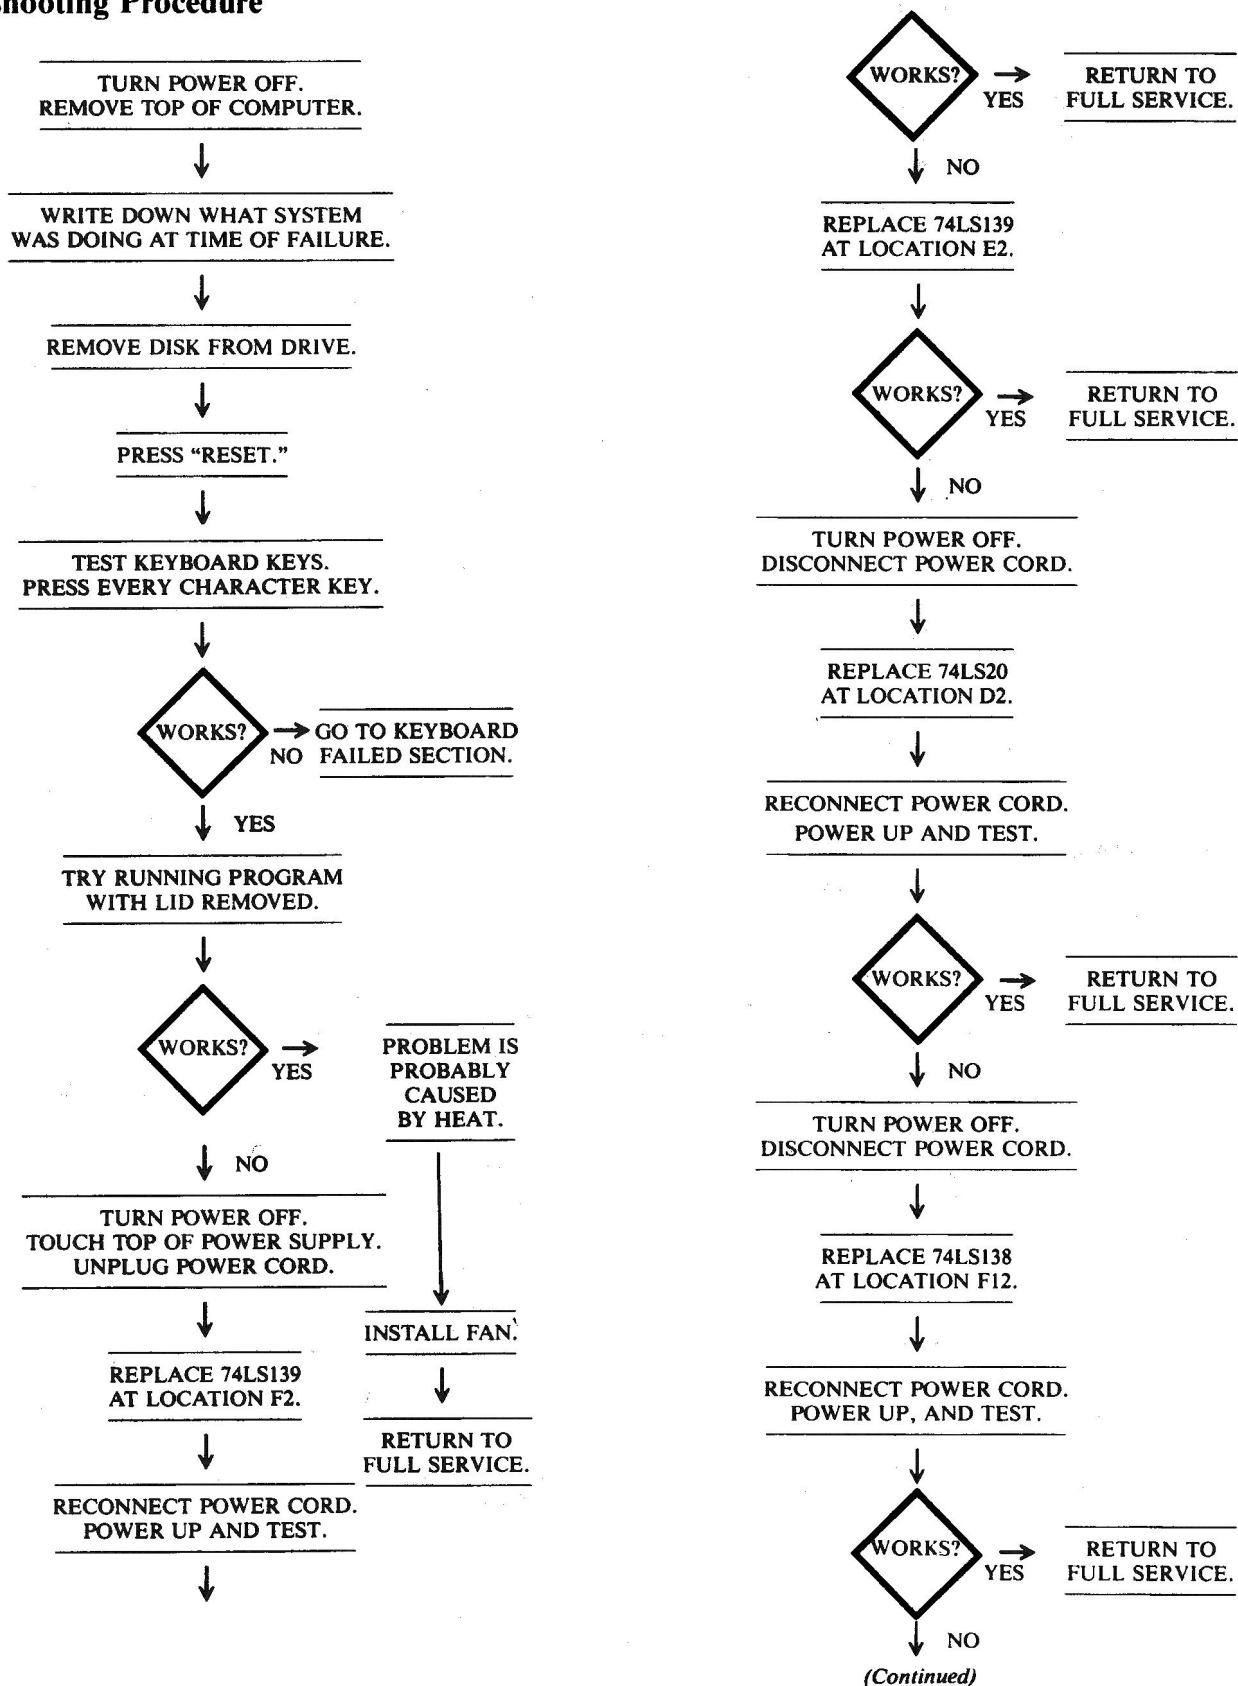 Procedure
TURN POWER OFF.
REMOVE TOP OF COMPUTER.
WRITE DOWN WHAT SYSTEM
WAS DOING AT TIME OF FAILURE.
REMOVE DISK FROM DRIVE.
PRESS “RESET.”
TEST KEYBOARD KEYS.
PRESS EVERY CHARACTER KEY.
WORKS?
NO
GO TO KEYBOARD
FAILED SECTION.
YES
TRY RUNNING PROGRAM
WITH LID REMOVED.
WORKS?
YES
PROBLEM IS
PROBABLY
CAUSED
BY HEAT.
INSTALL FAN.
RETURN TO
FULL SERVICE.
NO
TURN POWER OFF.
TOUCH TOP OF POWER SUPPLY.
UNPLUG POWER CORD.
REPLACE 74LS139
AT LOCATION F2.
RECONNECT POWER CORD.
POWER UP AND TEST.
WORKS?
YES
RETURN TO
FULL SERVICE.
NO
REPLACE 74LS139
AT LOCATION E2.
WORKS?
YES
RETURN TO
FULL SERVICE.
NO
TURN POWER OFF.
DISCONNECT POWER CORD.
REPLACE 74LS20
AT LOCATION D2.
RECONNECT POWER CORD.
POWER UP AND TEST.
WORKS?
YES
RETURN TO
FULL SERVICE.
NO
TURN POWER OFF.
DISCONNECT POWER CORD.
REPLACE 74LS138
AT LOCATION F12.
RECONNECT POWER CORD.
POWER UP, AND TEST.
WORKS?
YES
RETURN TO
FULL SERVICE.
NO
(Continued)